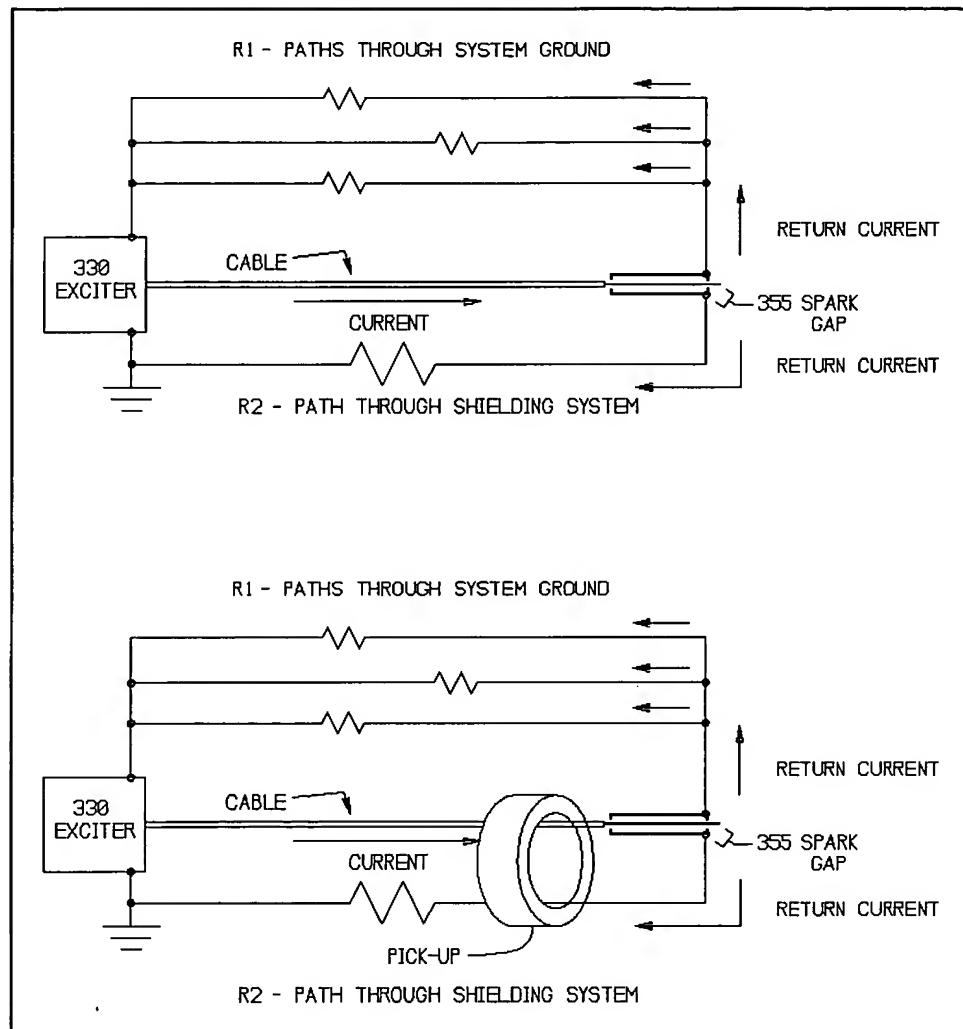 R1 - PATHS THROUGH SYSTEM GROUND
RETURN CURRENT
330
EXCITER
CABLE
355 SPARK
GAP
CURRENT
RETURN CURRENT
R2 - PATH THROUGH SHIELDING SYSTEM
R1 - PATHS THROUGH SYSTEM GROUND
RETURN CURRENT
330
EXCITER
CABLE
355 SPARK
GAP
CURRENT
RETURN CURRENT
PICK-UP
R2 - PATH THROUGH SHIELDING SYSTEM